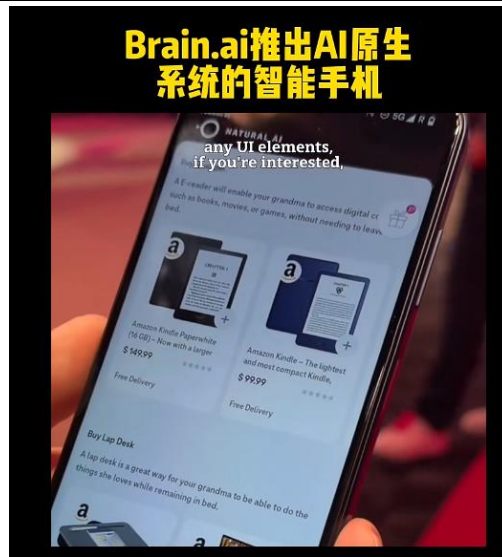 Brain.ai推出AI原生
系统的智能手机
5G R
NATURAL AI
any UI elements,
if you're interested,
A E-reader will enable your grandma to access digital
such as books, movies, or games, without needing to leave
bed.
a
a
CHAPTER 1
Amazon Kindle Paperwhite
(16 GB) – Now with a larger
$149.99
Free Delivery
Amazon Kindle – The lightest
and most compact Kindle,
$99.99
Free Delivery
Buy Lap Desk
A lap desk is a great way for your grandma to be able to do the
things she loves while remaining in bed.
a
a